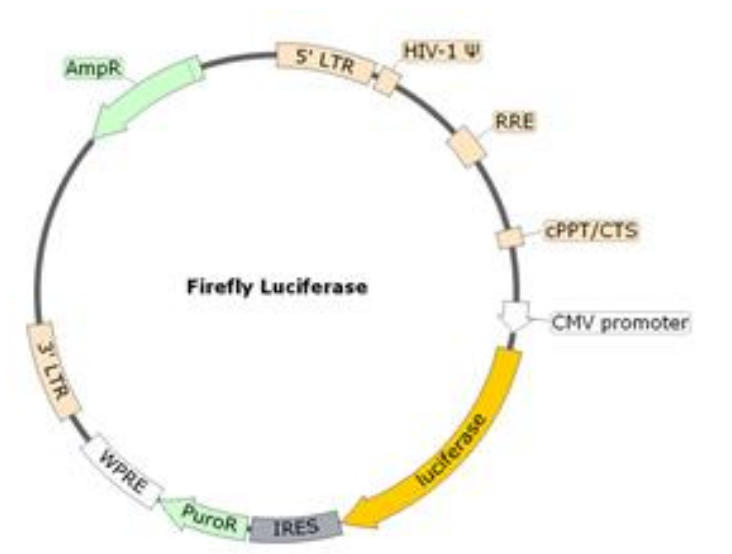 AmpR
5' LTR
HIV-1 Ψ
RRE
cPPT/CTS
Firefly Luciferase
CMV promoter
3' LTR
luciferase
WPRE
PuroR
IRES